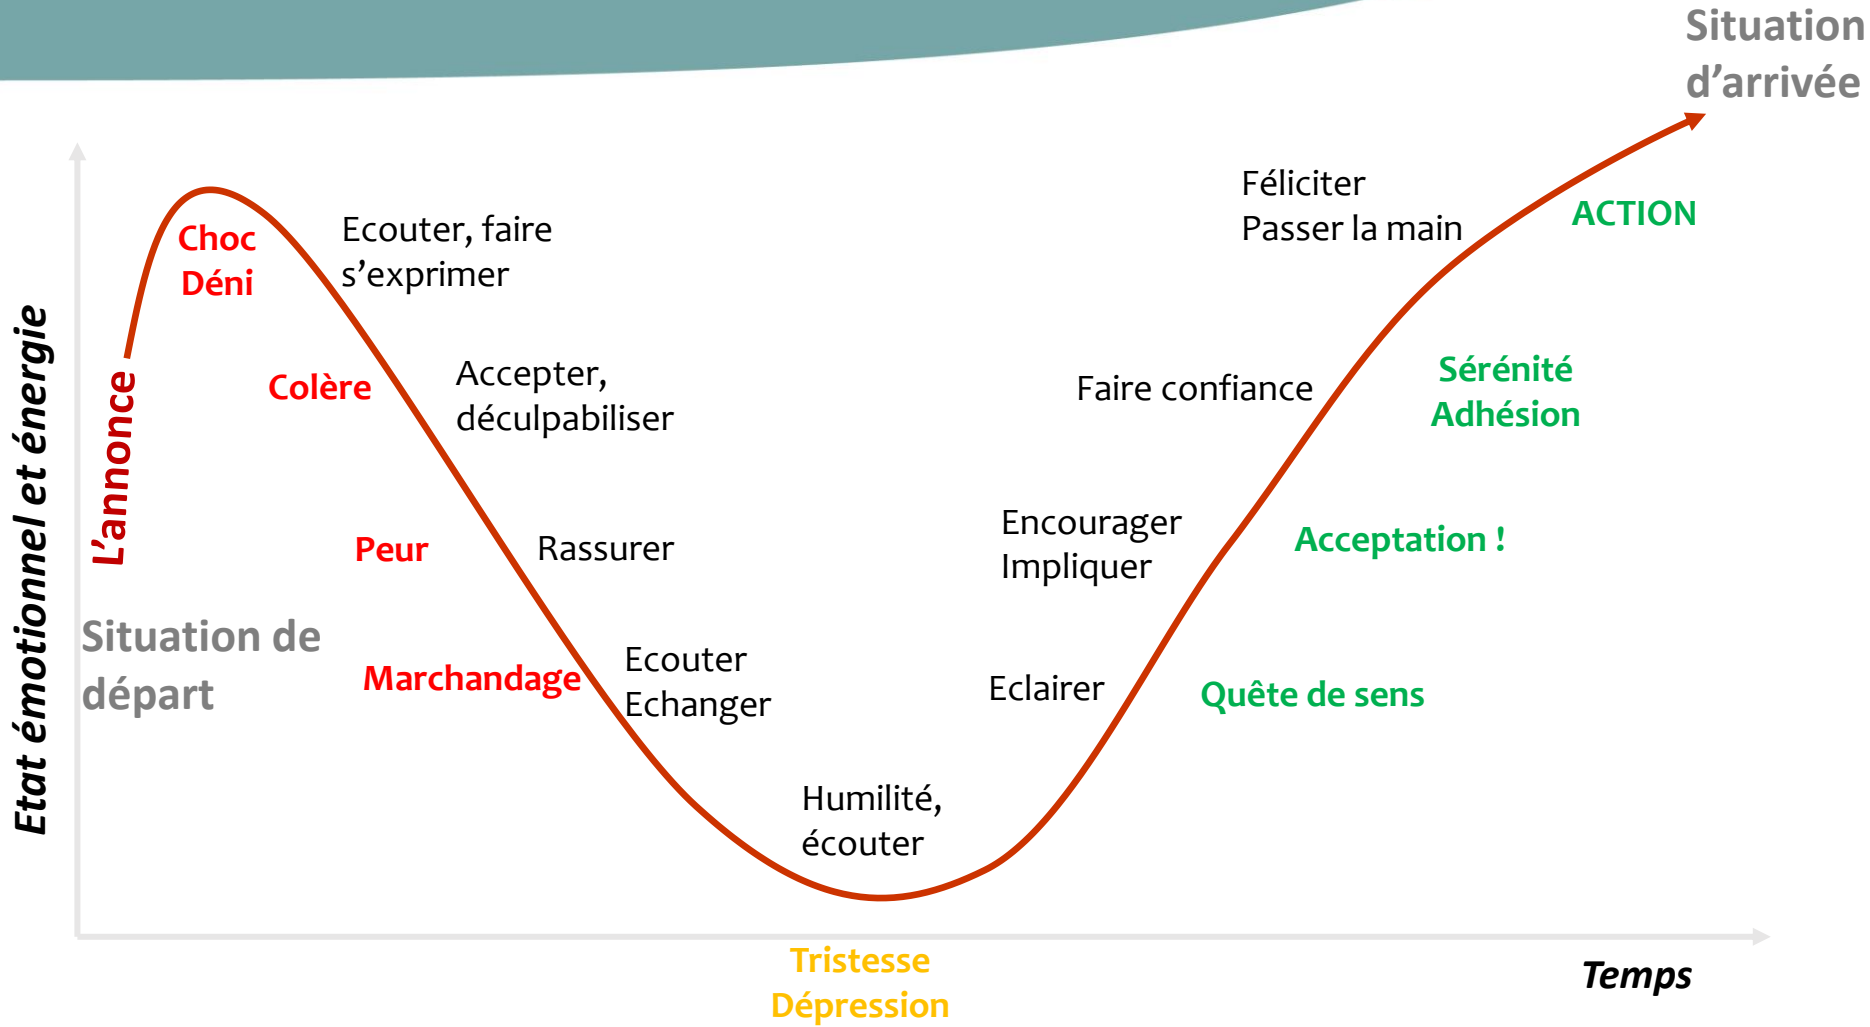 Situation
d’arrivée
Féliciter
Passer la main
ACTION
Choc
Déni
Ecouter, faire
s’exprimer
Etat émotionnel et énergie
L’annonce
Colère
Accepter,
déculpabiliser
Faire confiance
Sérénité
Adhésion
Peur
Rassurer
Encourager
Impliquer
Acceptation !
Situation de
départ
Marchandage
Ecouter
Echanger
Eclairer
Quête de sens
Humilité,
écouter
Tristesse
Dépression
Temps